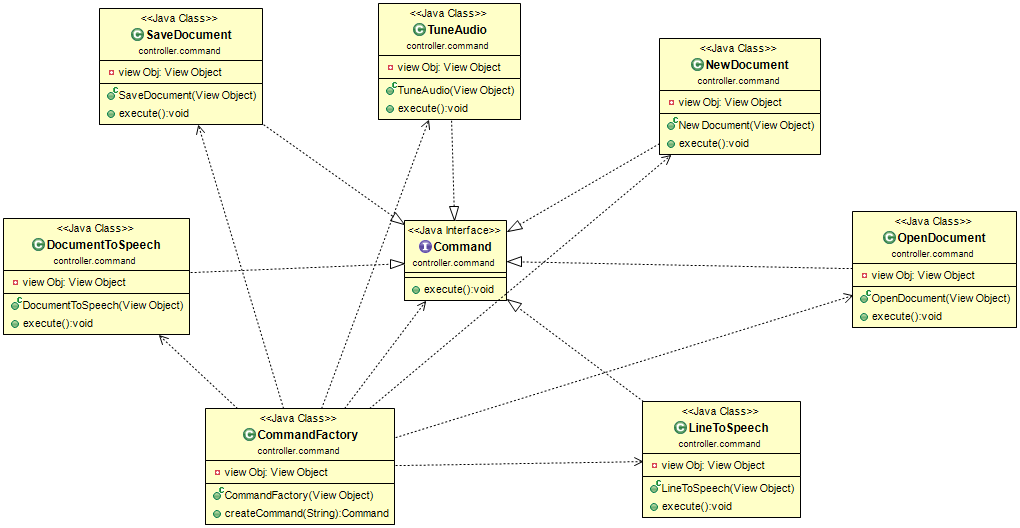 <<Java Class>>
SaveDocument
controller.command
view Obj: View Object
SaveDocument(View Object)
execute():void
<<Java Class>>
TuneAudio
controller.command
view Obj: View Object
TuneAudio(View Object)
execute():void
<<Java Class>>
NewDocument
controller.command
view Obj: View Object
New Document(View Object)
execute():void
<<Java Class>>
DocumentToSpeech
controller.command
view Obj: View Object
DocumentToSpeech(View Object)
execute():void
<<Java Interface>>
Command
controller.command
execute():void
<<Java Class>>
OpenDocument
controller.command
view Obj: View Object
OpenDocument(View Object)
execute():void
<<Java Class>>
CommandFactory
controller.command
view Obj: View Object
CommandFactory(View Object)
createCommand(String):Command
<<Java Class>>
LineToSpeech
controller.command
view Obj: View Object
LineToSpeech(View Object)
execute():void